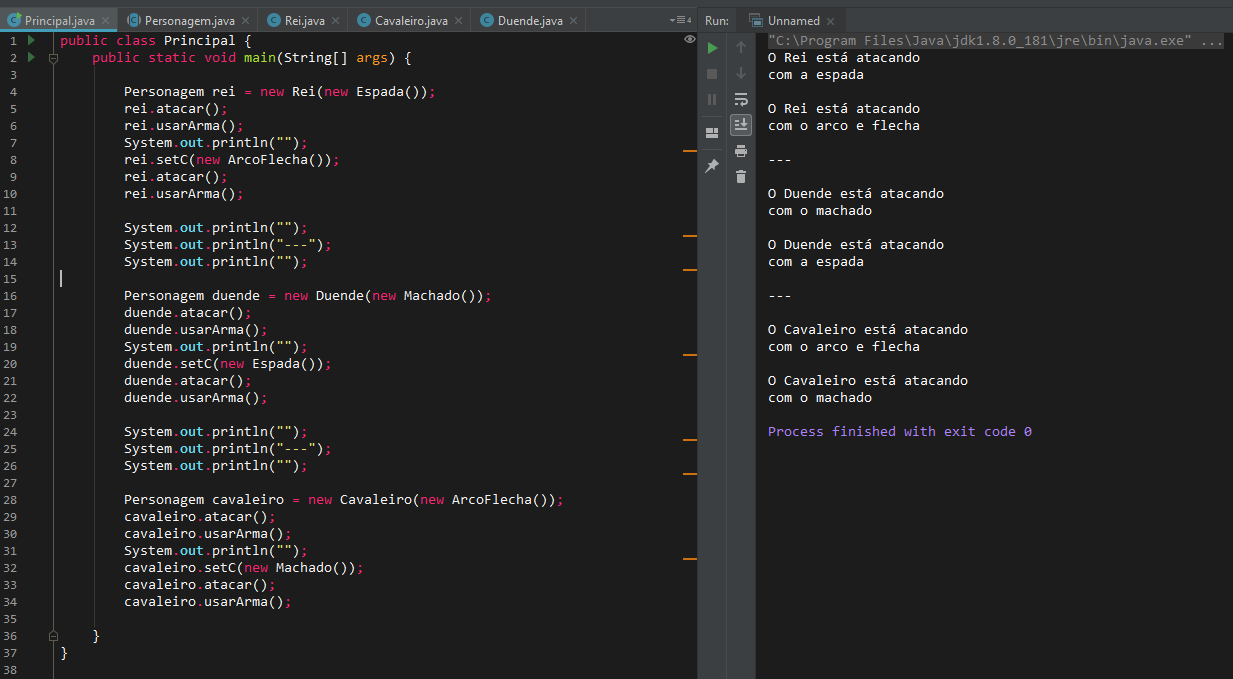 Principal.java
Personagem.java
Rei.java
Cavaleiro.java
Duende.java
4
Run:
Unnamed
1 public class Principal {
2     public static void main(String[] args) {
3
4         Personagem rei = new Rei(new Espada());
5         rei.atacar();
6         rei.usarArma();
7         System.out.println("");
8         rei.setC(new ArcoFlecha());
9         rei.atacar();
10         rei.usarArma();
11
12         System.out.println("");
13         System.out.println("---");
14         System.out.println("");
15
16         Personagem duende = new Duende(new Machado());
17         duende.atacar();
18         duende.usarArma();
19         System.out.println("");
20         duende.setC(new Espada());
21         duende.atacar();
22         duende.usarArma();
23
24         System.out.println("");
25         System.out.println("---");
26         System.out.println("");
27
28         Personagem cavaleiro = new Cavaleiro(new ArcoFlecha());
29         cavaleiro.atacar();
30         cavaleiro.usarArma();
31         System.out.println("");
32         cavaleiro.setC(new Machado());
33         cavaleiro.atacar();
34         cavaleiro.usarArma();
35
36     }
37 }
38
"C:\Program Files\Java\jdk1.8.0_181\jre\bin\java.exe" ...
O Rei está atacando
com a espada
O Rei está atacando
com o arco e flecha
---
O Duende está atacando
com o machado
O Duende está atacando
com a espada
---
O Cavaleiro está atacando
com o arco e flecha
O Cavaleiro está atacando
com o machado
Process finished with exit code 0